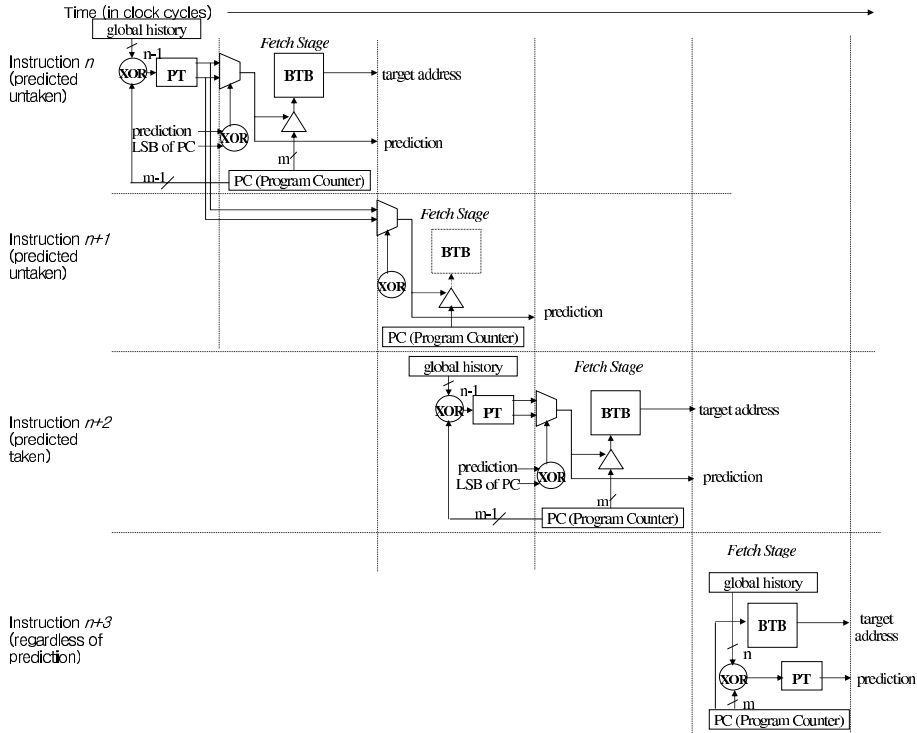 Time (in clock cycles)
global history
Fetch Stage
Instruction n
(predicted
untaken)
n-1
XOR
PT
BTB
target address
prediction
LSB of PC
XOR
prediction
m
m-1
PC (Program Counter)
Instruction n+1
(predicted
untaken)
Fetch Stage
BTB
XOR
prediction
PC (Program Counter)
global history
Fetch Stage
Instruction n+2
(predicted
taken)
n-1
XOR
PT
BTB
target address
prediction
LSB of PC
XOR
prediction
m
m-1
PC (Program Counter)
Fetch Stage
global history
Instruction n+3
(regardless of
prediction)
BTB
target
address
n
XOR
PT
prediction
m
PC (Program Counter)